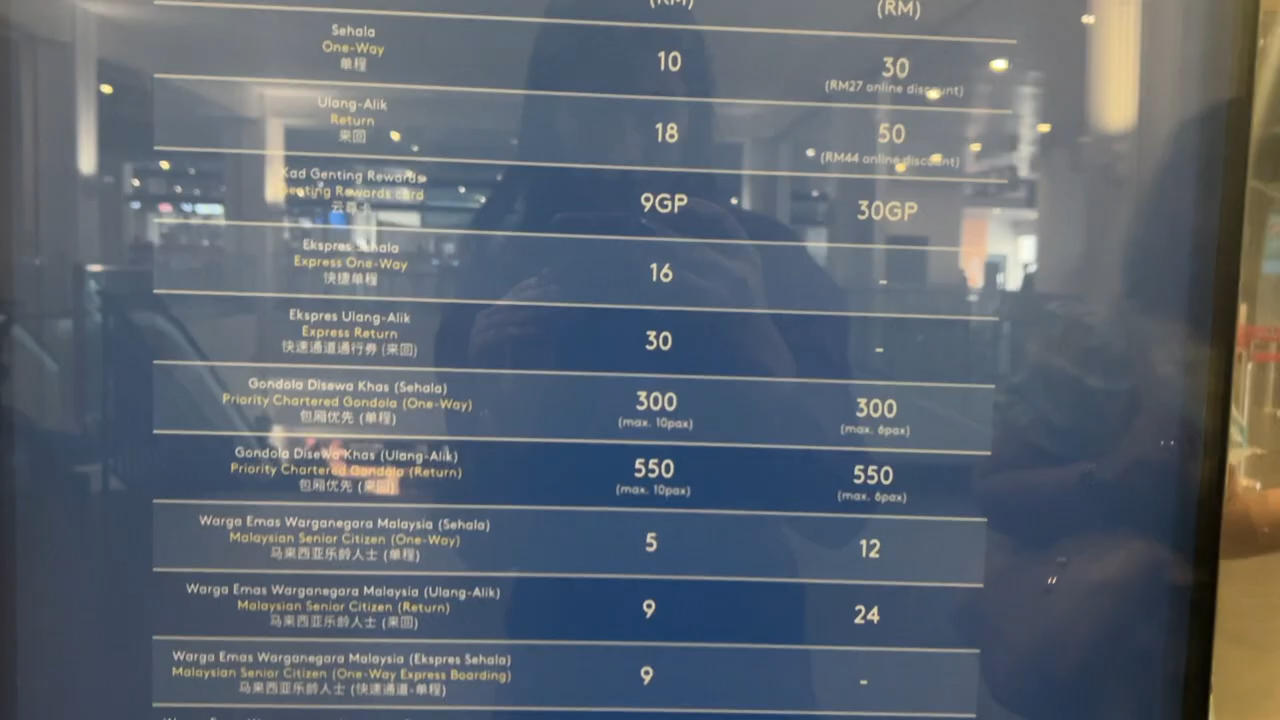 (RM)
(RM)
Sehala
One-Way
单程
10
30
(RM27 online discount)
Ulang-Alik
Return
来回
18
50
(RM44 online discount)
Kad Genting Rewards
Genting Rewards card
9GP
30GP
Ekspres Sehala
Express One-Way
快捷单程
16
-
Ekspres Ulang-Alik
Express Return
快速通道通行券 (来回)
30
-
Gondola Disewa Khas (Sehala)
Priority Chartered Gondola (One-Way)
包厢优先 (单程)
300
(max. 10pax)
300
(max. 6pax)
Gondola Disewa Khas (Ulang-Alik)
Priority Chartered Gondola (Return)
包厢优先 (来回)
550
(max. 10pax)
550
(max. 6pax)
Warga Emas Warganegara Malaysia (Sehala)
Malaysian Senior Citizen (One-Way)
马来西亚乐龄人士 (单程)
5
12
Warga Emas Warganegara Malaysia (Ulang-Alik)
Malaysian Senior Citizen (Return)
马来西亚乐龄人士 (来回)
9
24
Warga Emas Warganegara Malaysia (Ekspres Sehala)
Malaysian Senior Citizen (One-Way Express Boarding)
马来西亚乐龄人士 (快速通道-单程)
9
-